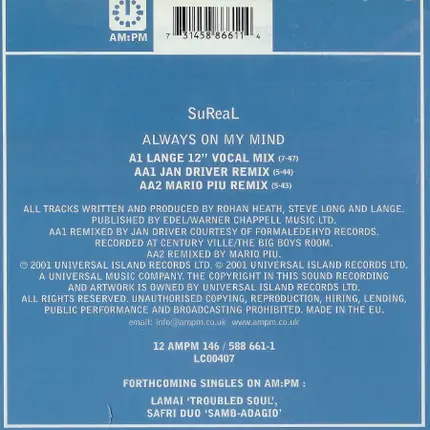 AM:PM
7 31458 86611 4
SuReaL
ALWAYS ON MY MIND
A1 LANGE 12" VOCAL MIX (7-47)
AA1 JAN DRIVER REMIX (5-44)
AA2 MARIO PIU REMIX (5-43)
ALL TRACKS WRITTEN AND PRODUCED BY ROHAN HEATH, STEVE LONG AND LANGE.
PUBLISHED BY EDEL/WARNER CHAPPELL MUSIC LTD.
AA1 REMIXED BY JAN DRIVER COURTESY OF FORMALEDEHYD RECORDS.
RECORDED AT CENTURY VILLE/THE BIG BOYS ROOM.
AA2 REMIXED BY MARIO PIU.
℗ 2001 UNIVERSAL ISLAND RECORDS LTD. © 2001 UNIVERSAL ISLAND RECORDS LTD.
A UNIVERSAL MUSIC COMPANY. THE COPYRIGHT IN THIS SOUND RECORDING
AND ARTWORK IS OWNED BY UNIVERSAL ISLAND RECORDS LTD.
ALL RIGHTS RESERVED. UNAUTHORISED COPYING, REPRODUCTION, HIRING, LENDING,
PUBLIC PERFORMANCE AND BROADCASTING PROHIBITED. MADE IN THE EU.
email: info@ampm.co.uk www.ampm.co.uk
12 AMPM 146 / 588 661-1
LC00407
FORTHCOMING SINGLES ON AM:PM :
LAMAI 'TROUBLED SOUL',
SAFRI DUO 'SAMB-ADAGIO'